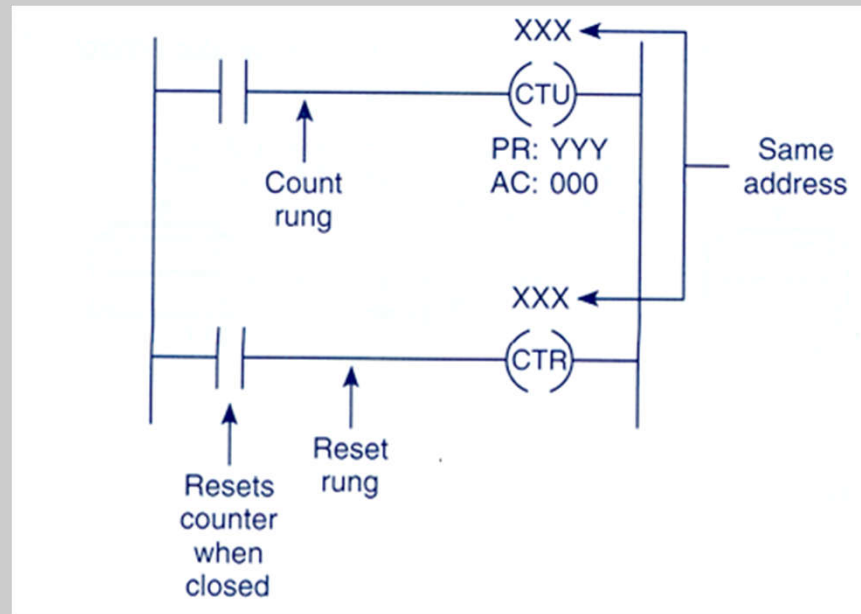 XXX
(CTU)
PR: YYY
AC: 000
Count
rung
Same
address
XXX
(CTR)
Reset
rung
Resets
counter
when
closed